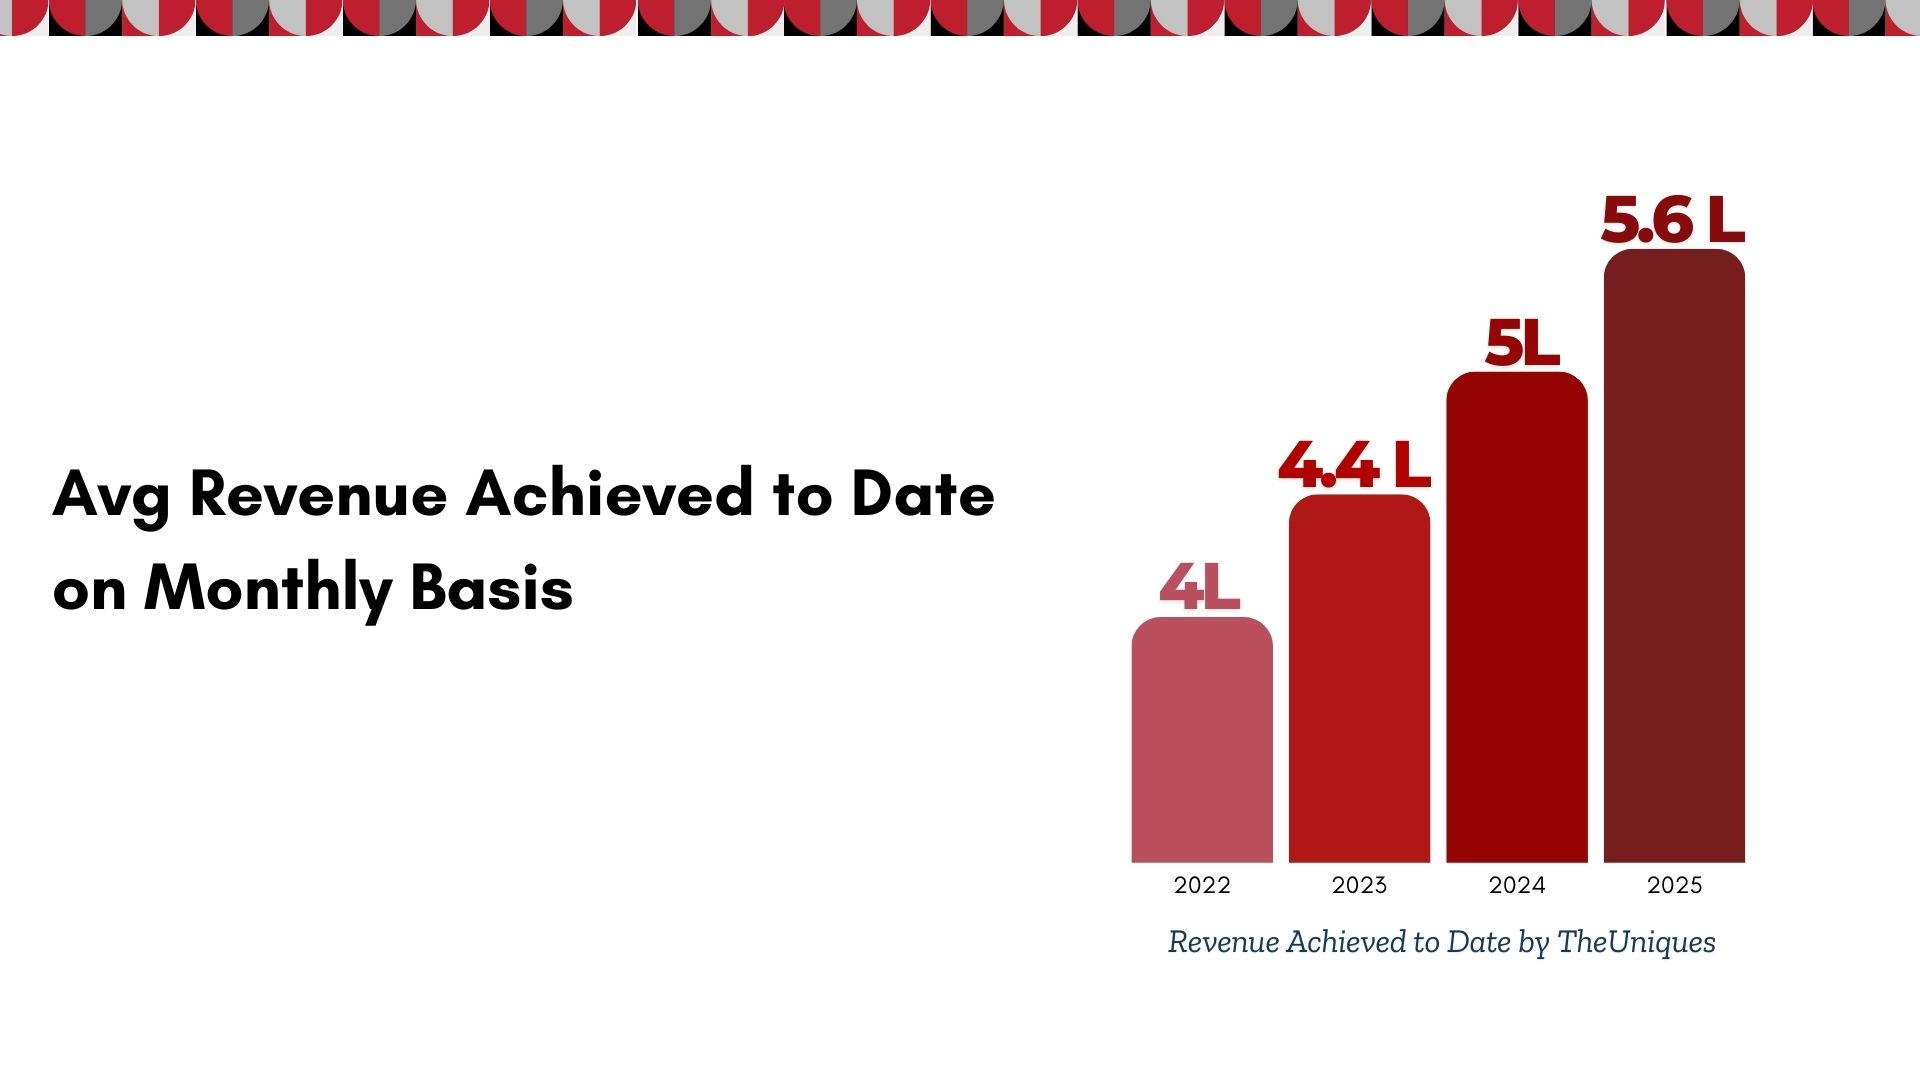 Avg Revenue Achieved to Date
on Monthly Basis
5.6 L
5L
4.4 L
4L
2022
2023
2024
2025
Revenue Achieved to Date by TheUniques